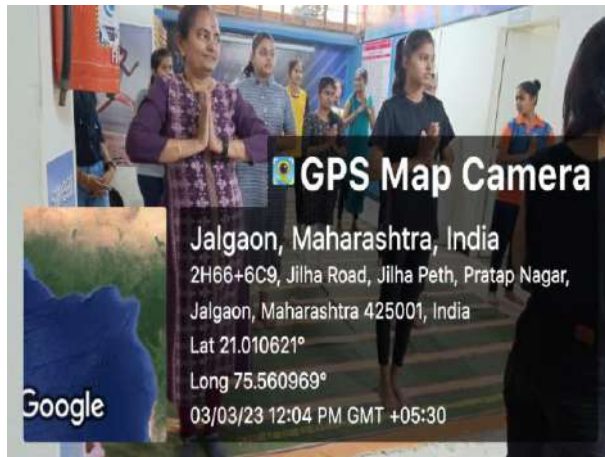 GPS Map Camera
Jalgaon, Maharashtra, India
2H66+6C9, Jilha Road, Jilha Peth, Pratap Nagar,
Jalgaon, Maharashtra 425001, India
Lat 21.010621°
Long 75.560969°
Google
03/03/23 12:04 PM GMT +05:30